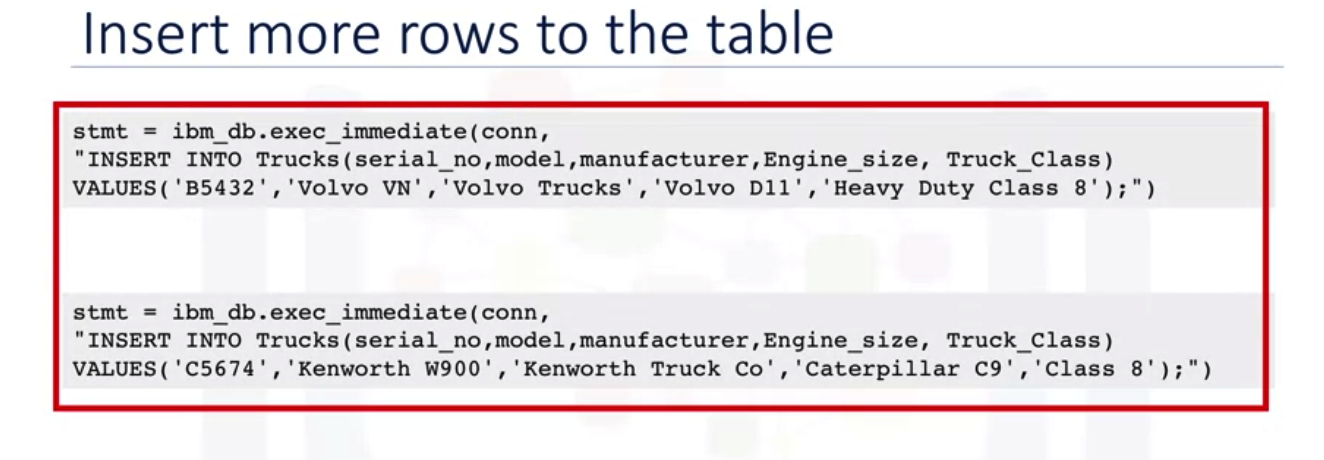 Insert more rows to the table
stmt = ibm_db.exec_immediate(conn,
"INSERT INTO Trucks(serial_no,model,manufacturer,Engine_size, Truck_Class)
VALUES('B5432','Volvo VN','Volvo Trucks','Volvo D11','Heavy Duty Class 8');")
stmt = ibm_db.exec_immediate(conn,
"INSERT INTO Trucks(serial_no,model,manufacturer,Engine_size, Truck_Class)
VALUES('C5674','Kenworth W900','Kenworth Truck Co','Caterpillar C9','Class 8');")